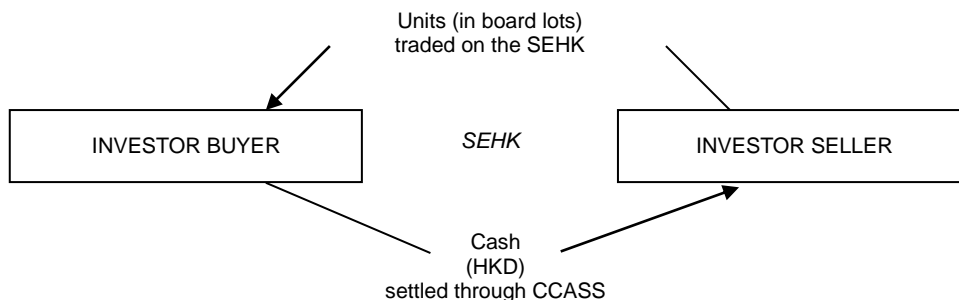 Units (in board lots)
traded on the SEHK
INVESTOR BUYER
SEHK
INVESTOR SELLER
Cash
(HKD)
settled through CCASS